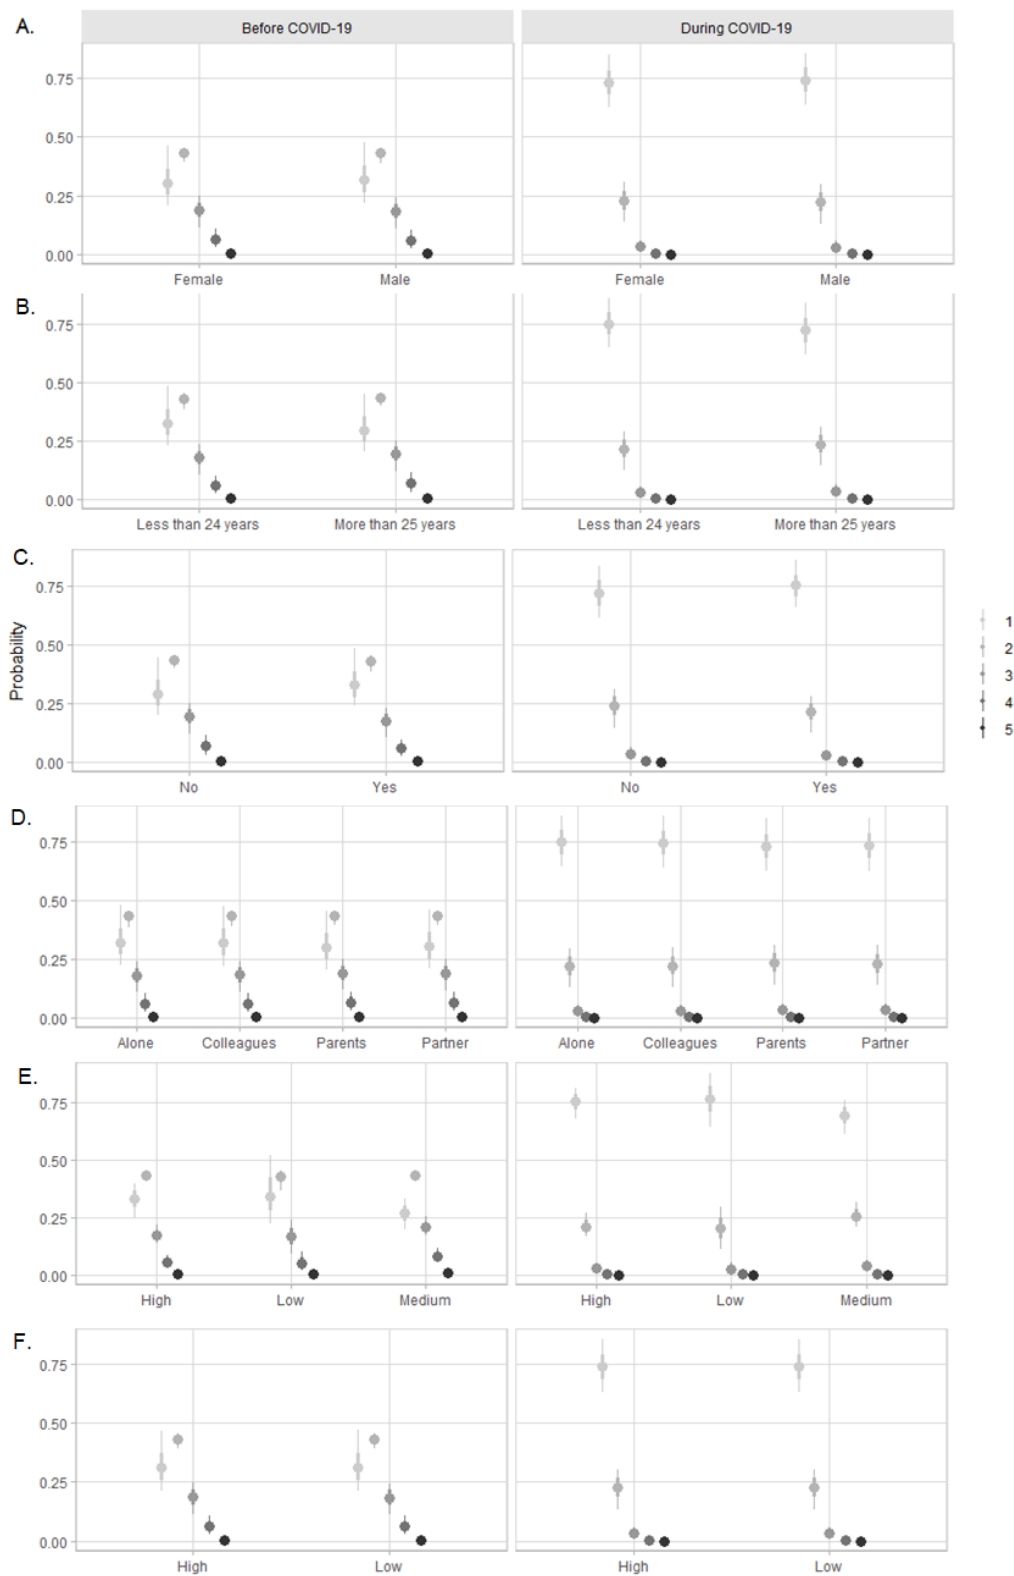 A.
Before COVID-19
During COVID-19
0.75
0.50
0.25
0.00
Female
Male
Female
Male
B.
0.75
0.50
0.25
0.00
Less than 24 years
More than 25 years
Less than 24 years
More than 25 years
C.
0.75
0.50
0.25
0.00
No
Yes
No
Yes
Probability
1
2
3
4
5
D.
0.75
0.50
0.25
0.00
Alone
Colleagues
Parents
Partner
Alone
Colleagues
Parents
Partner
E.
0.75
0.50
0.25
0.00
High
Low
Medium
High
Low
Medium
F.
0.75
0.50
0.25
0.00
High
Low
High
Low